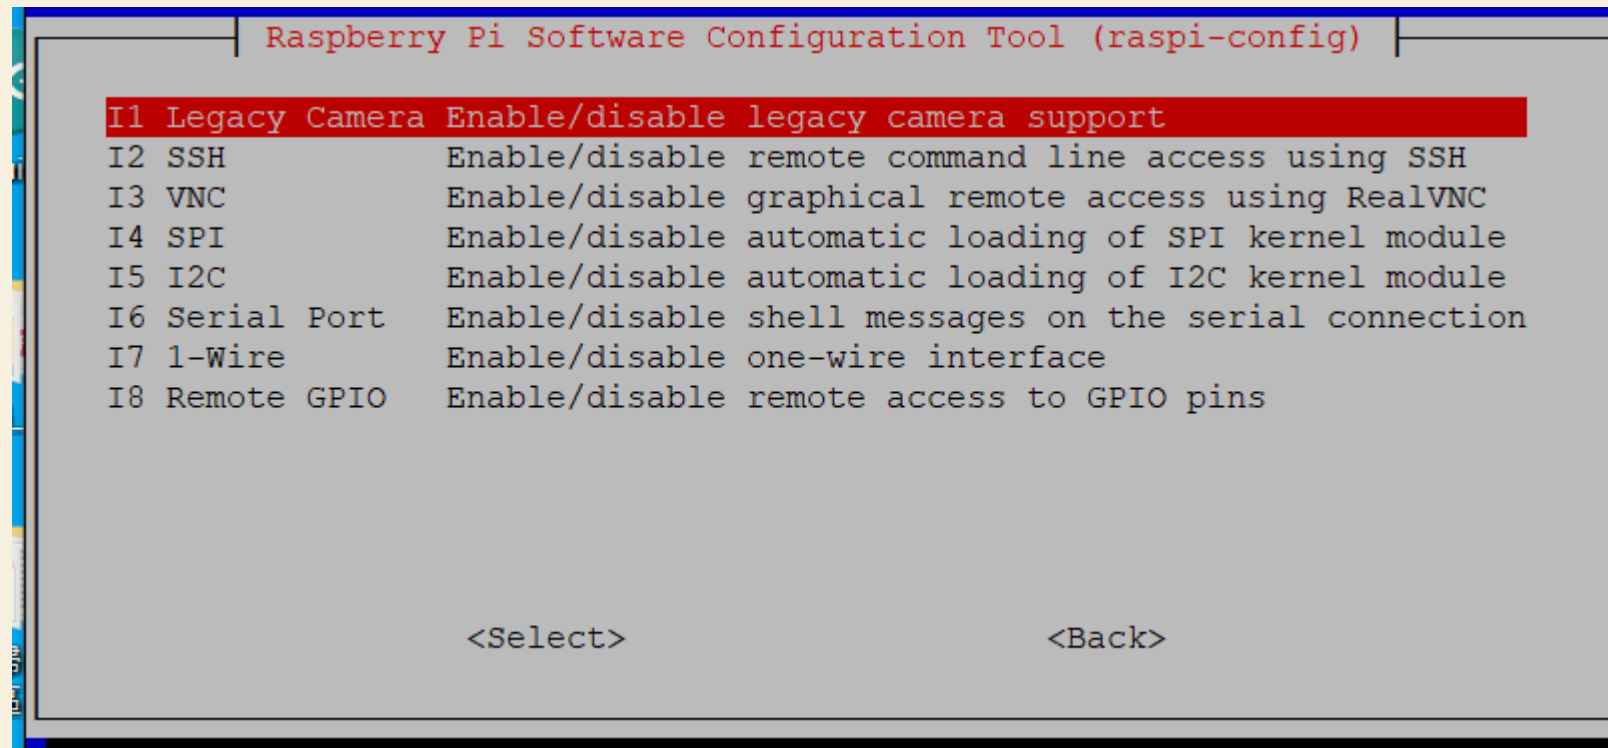 Raspberry Pi Software Configuration Tool (raspi-config)
I1 Legacy Camera Enable/disable legacy camera support
I2 SSH Enable/disable remote command line access using SSH
I3 VNC Enable/disable graphical remote access using RealVNC
I4 SPI Enable/disable automatic loading of SPI kernel module
I5 I2C Enable/disable automatic loading of I2C kernel module
I6 Serial Port Enable/disable shell messages on the serial connection
I7 1-Wire Enable/disable one-wire interface
I8 Remote GPIO Enable/disable remote access to GPIO pins
<Select> <Back>